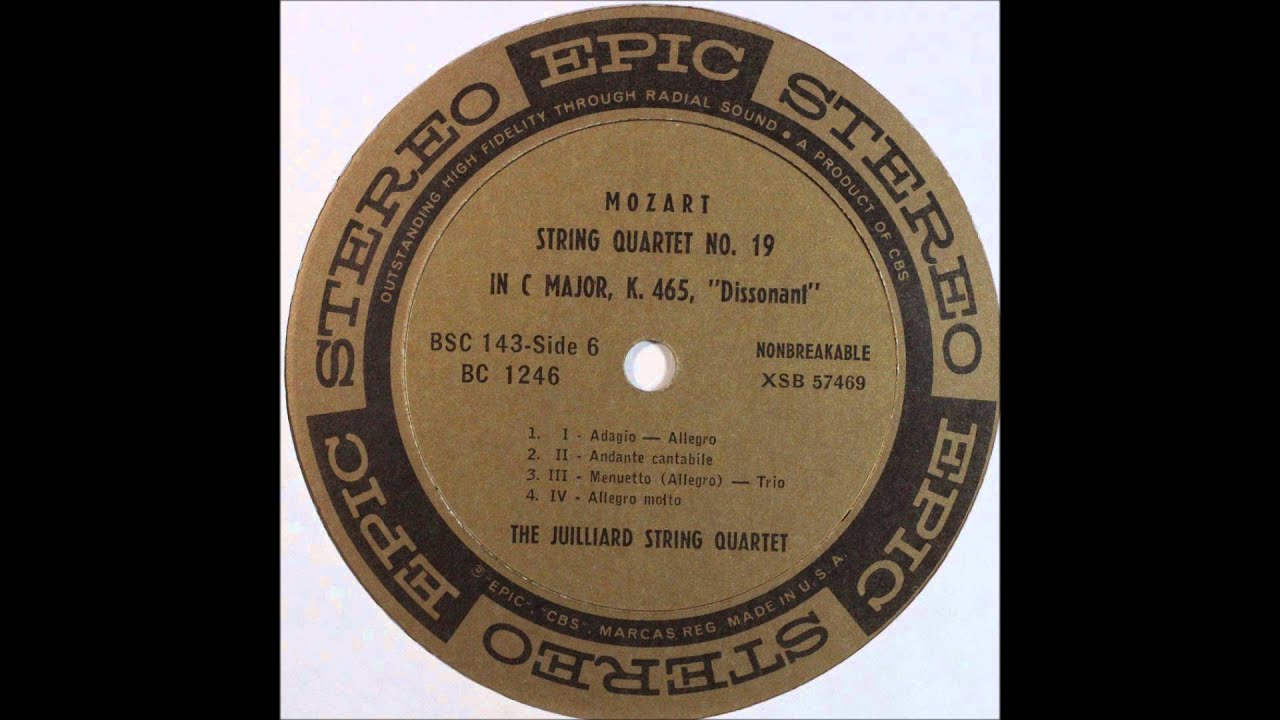 EPIC STEREO EPIC STEREO EPIC STEREO
OUTSTANDING HIGH FIDELITY THROUGH RADIAL SOUND • A PRODUCT OF CBS
MOZART
STRING QUARTET NO. 19
IN C MAJOR, K. 465, "Dissonant"
BSC 143-Side 6
BC 1246
NONBREAKABLE
XSB 57469
1. I - Adagio — Allegro
2. II - Andante cantabile
3. III - Menuetto (Allegro) — Trio
4. IV - Allegro molto
THE JUILLIARD STRING QUARTET
® "EPIC", "CBS", MARCAS REG. MADE IN U.S.A.